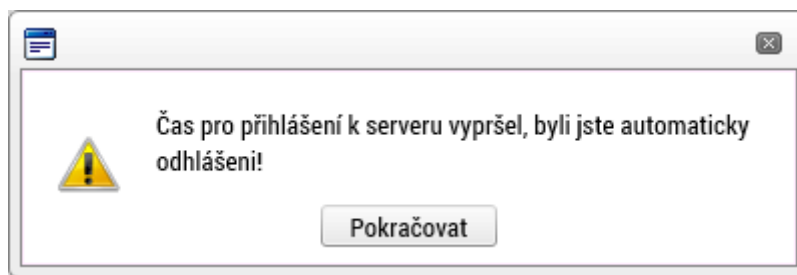 Čas pro přihlášení k serveru vypršel, byli jste automaticky
odhlášeni!
Pokračovat